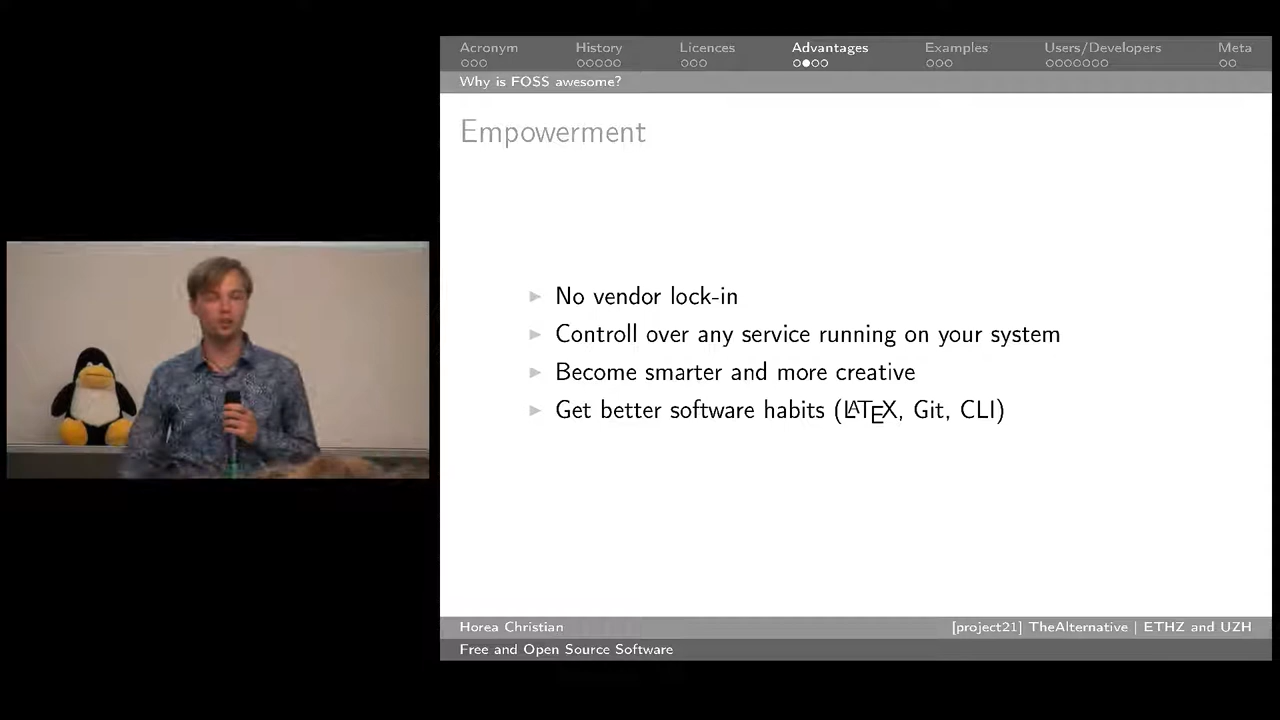 Acronym History Licences Advantages Examples Users/Developers Meta
Why is FOSS awesome?
Empowerment
No vendor lock-in
Controll over any service running on your system
Become smarter and more creative
Get better software habits (LATEX, Git, CLI)
Horea Christian [project21] TheAlternative | ETHZ and UZH
Free and Open Source Software